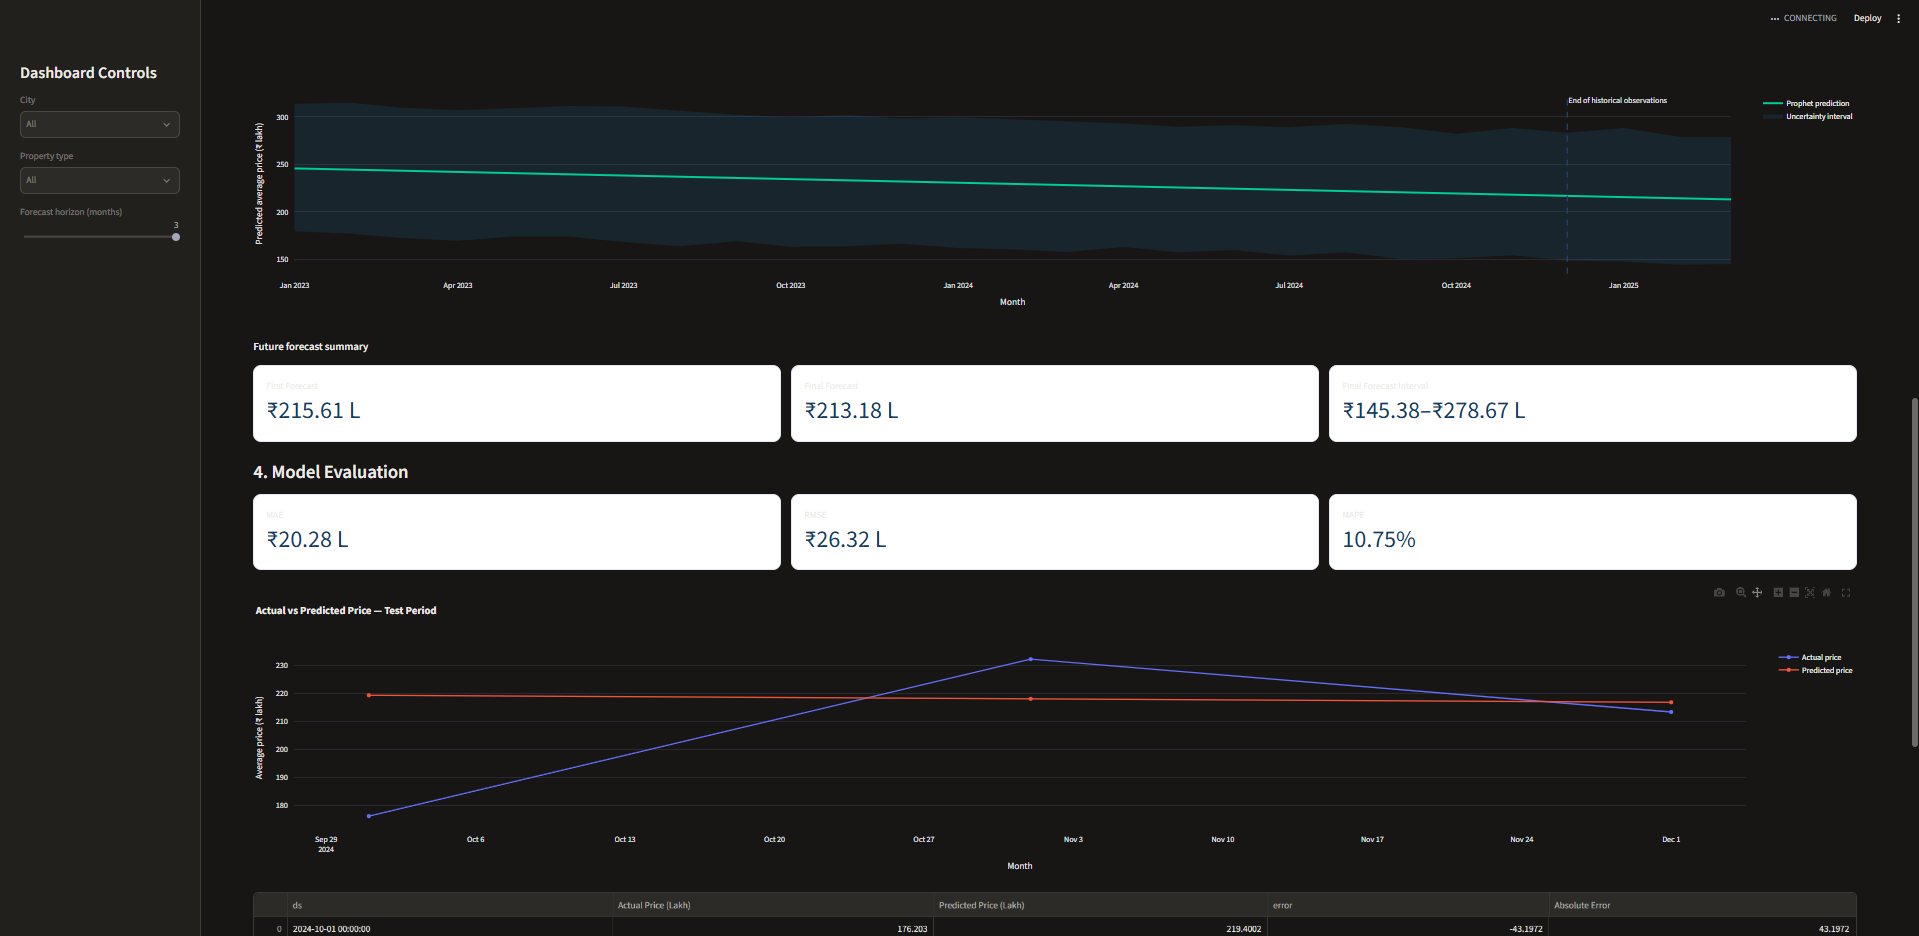 CONNECTING
Deploy
Dashboard Controls
City
All
Property type
All
Forecast horizon (months)
3
End of historical observations
Prophet prediction
Uncertainty interval
Predicted average price (₹ lakh)
300
250
200
150
Jan 2023
Apr 2023
Jul 2023
Oct 2023
Jan 2024
Apr 2024
Jul 2024
Oct 2024
Jan 2025
Month
Future forecast summary
First Forecast
₹215.61 L
Final Forecast
₹213.18 L
Final Forecast Interval
₹145.38–₹278.67 L
4. Model Evaluation
MAE
₹20.28 L
RMSE
₹26.32 L
MAPE
10.75%
Actual vs Predicted Price — Test Period
Actual price
Predicted price
Average price (₹ lakh)
230
220
210
200
190
180
Sep 29
2024
Oct 6
Oct 13
Oct 20
Oct 27
Nov 3
Nov 10
Nov 17
Nov 24
Dec 1
Month
ds Actual Price (Lakh) Predicted Price (Lakh) error Absolute Error
0 2024-10-01 00:00:00 176.203 219.4002 -43.1972 43.1972